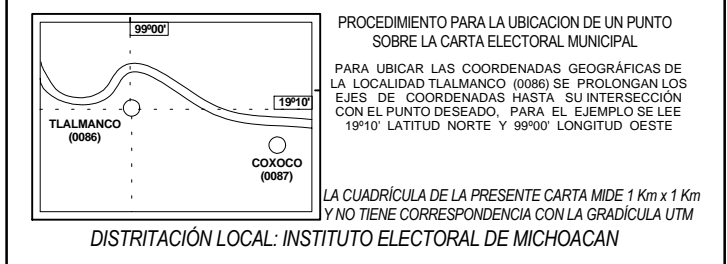 99º00'
19º10'
TLALMANCO
(0086)
COXOCO
(0087)
PROCEDIMIENTO PARA LA UBICACION DE UN PUNTO
SOBRE LA CARTA ELECTORAL MUNICIPAL
PARA UBICAR LAS COORDENADAS GEOGRÁFICAS DE
LA LOCALIDAD TLALMANCO (0086) SE PROLONGAN LOS
EJES DE COORDENADAS HASTA SU INTERSECCIÓN
CON EL PUNTO DESEADO, PARA EL EJEMPLO SE LEE
19º10' LATITUD NORTE Y 99º00' LONGITUD OESTE
LA CUADRÍCULA DE LA PRESENTE CARTA MIDE 1 Km x 1 Km
Y NO TIENE CORRESPONDENCIA CON LA GRADÍCULA UTM
DISTRITACIÓN LOCAL: INSTITUTO ELECTORAL DE MICHOACAN